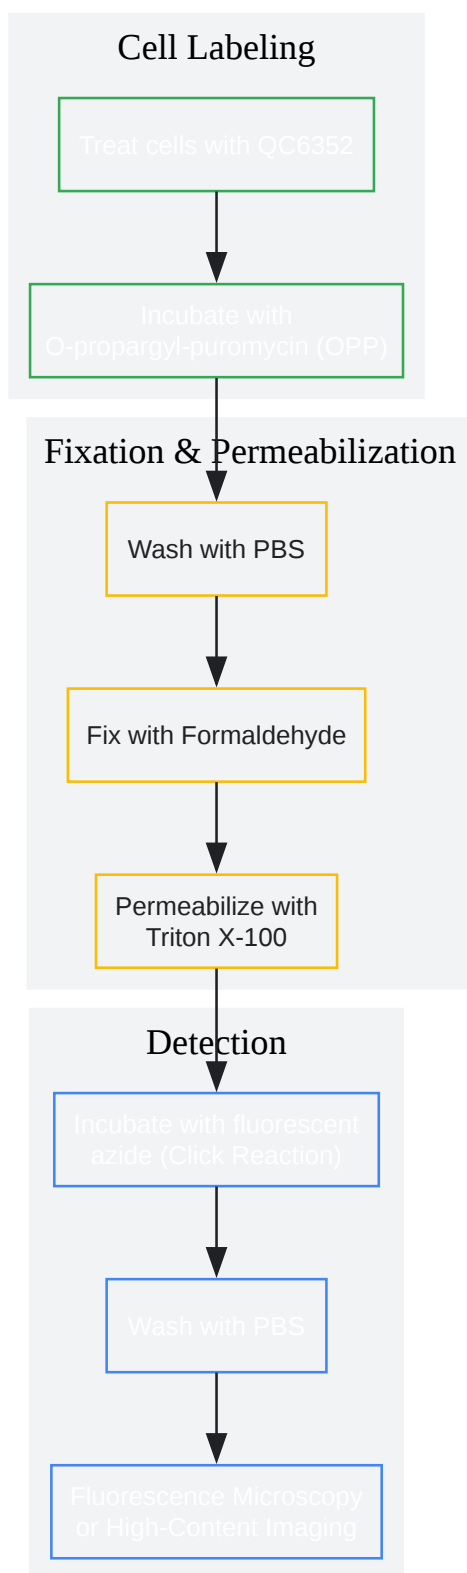 Cell Labeling
Treat cells with QC6352
Incubate with
O-propargyl-puromycin (OPP)
Fixation & Permeabilization
Wash with PBS
Fix with Formaldehyde
Permeabilize with
Triton X-100
Detection
Incubate with fluorescent
azide (Click Reaction)
Wash with PBS
Fluorescence Microscopy
or High-Content Imaging